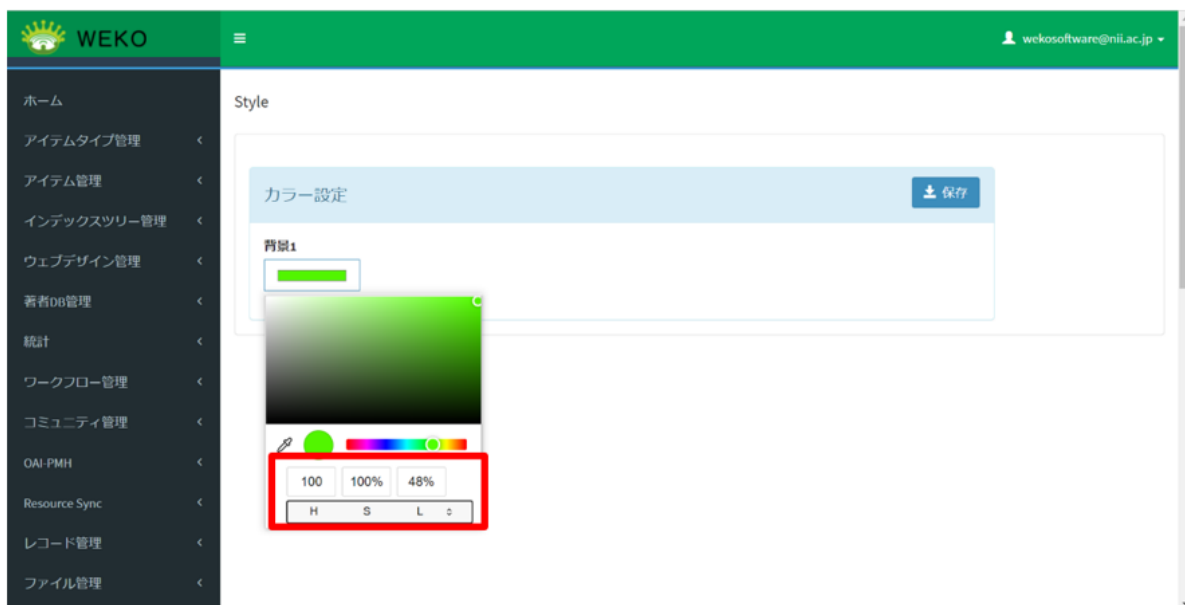 WEKO
wekosoftware@nii.ac.jp
ホーム
アイテムタイプ管理
アイテム管理
インデックスツリー管理
ウェブデザイン管理
著者DB管理
統計
ワークフロー管理
コミュニティ管理
OAI-PMH
Resource Sync
レコード管理
ファイル管理
Style
カラー設定
保存
背景1
100 100% 48%
H S L